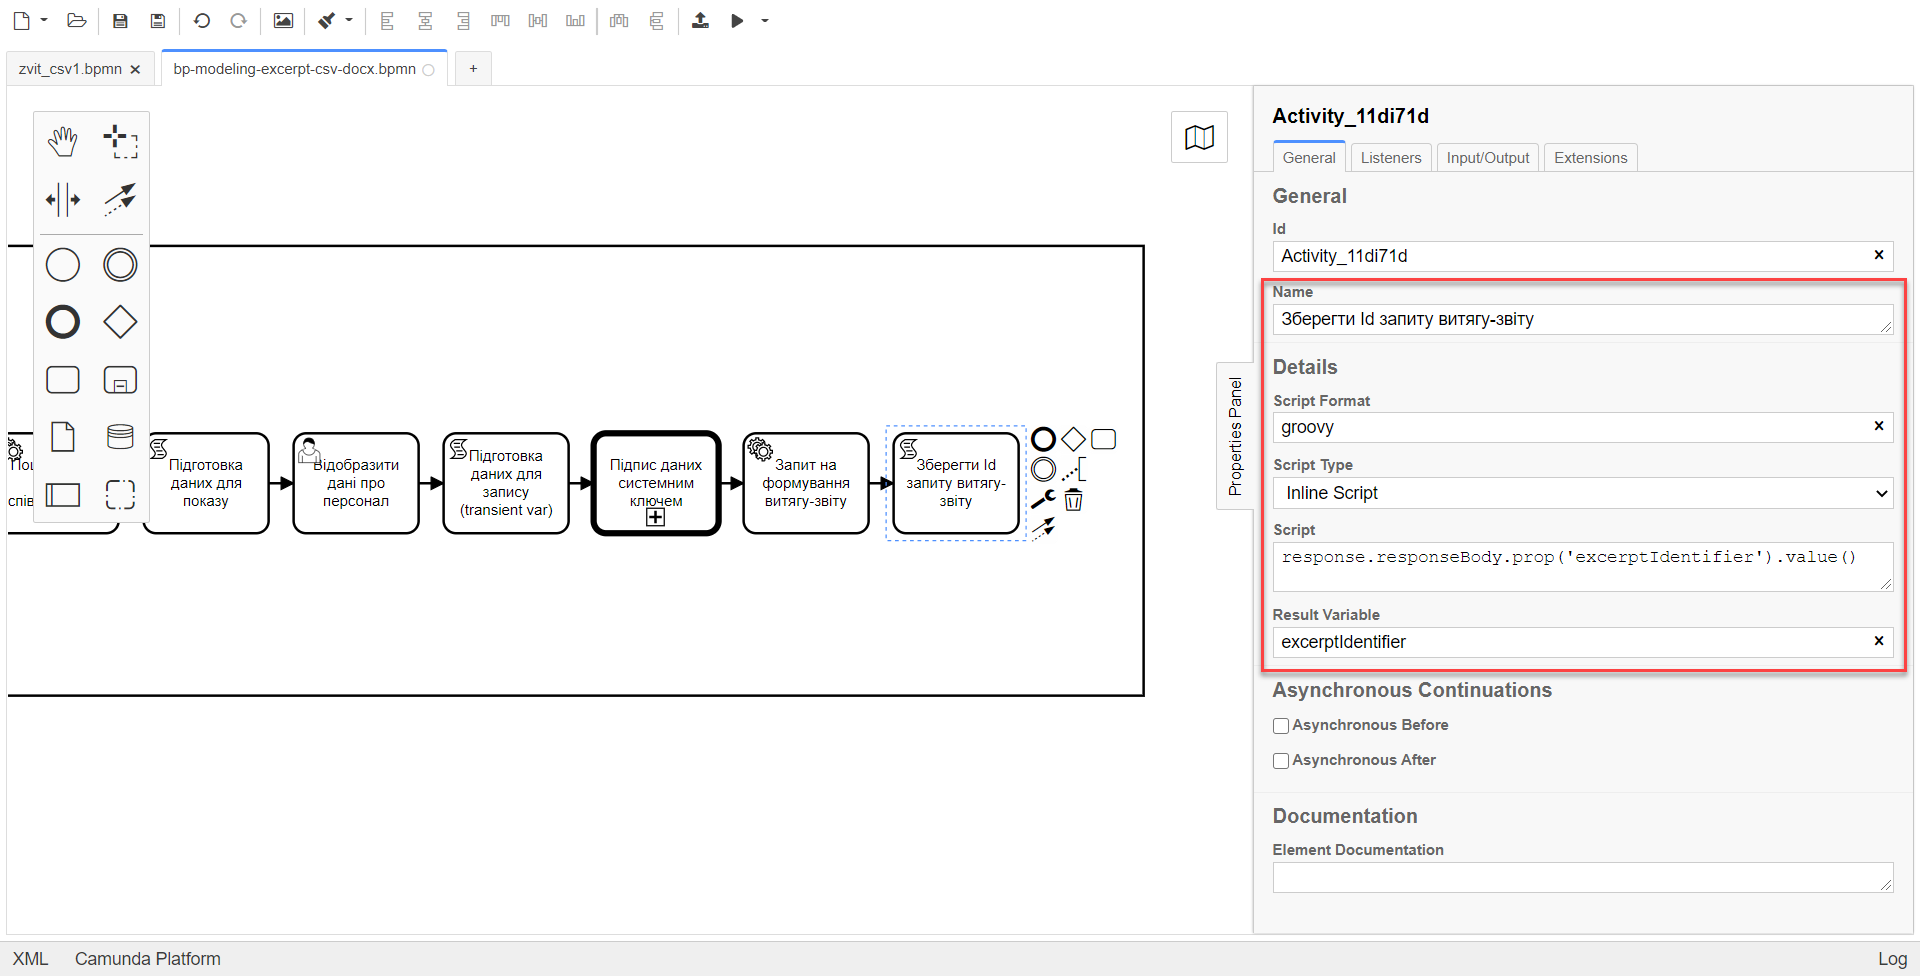 zvit_csv1.bpmn
bp-modeling-excerpt-csv-docx.bpmn
+
Підготовка
даних для
показу
Відобразити
дані про
персонал
Підготовка
даних для
запису
(transient var)
Підпис даних
системним
ключем
Запит на
формування
витягу-звіту
Зберегти Id
запиту витягу-
звіту
Properties Panel
Activity_11di71d
General
Listeners
Input/Output
Extensions
General
Id
Activity_11di71d
Name
Зберегти Id запиту витягу-звіту
Details
Script Format
groovy
Script Type
Inline Script
Script
response.responseBody.prop('excerptIdentifier').value()
Result Variable
excerptIdentifier
Asynchronous Continuations
Asynchronous Before
Asynchronous After
Documentation
Element Documentation
XML
Camunda Platform
Log